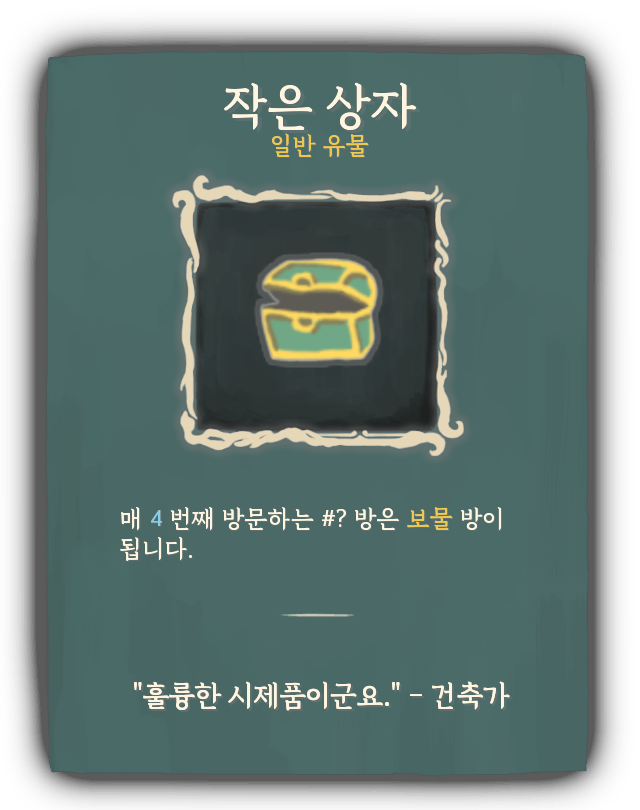 작은 상자
일반 유물
매 4 번째 방문하는 #? 방은 보물 방이
됩니다.
"훌륭한 시제품이군요." - 건축가